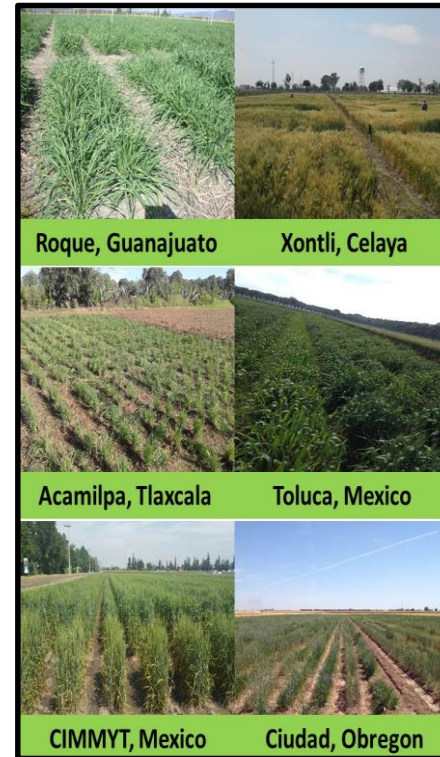 Roque, Guanajuato
Xontli, Celaya
Acamilpa, Tlaxcala
Toluca, Mexico
CIMMYT, Mexico
Ciudad, Obregon